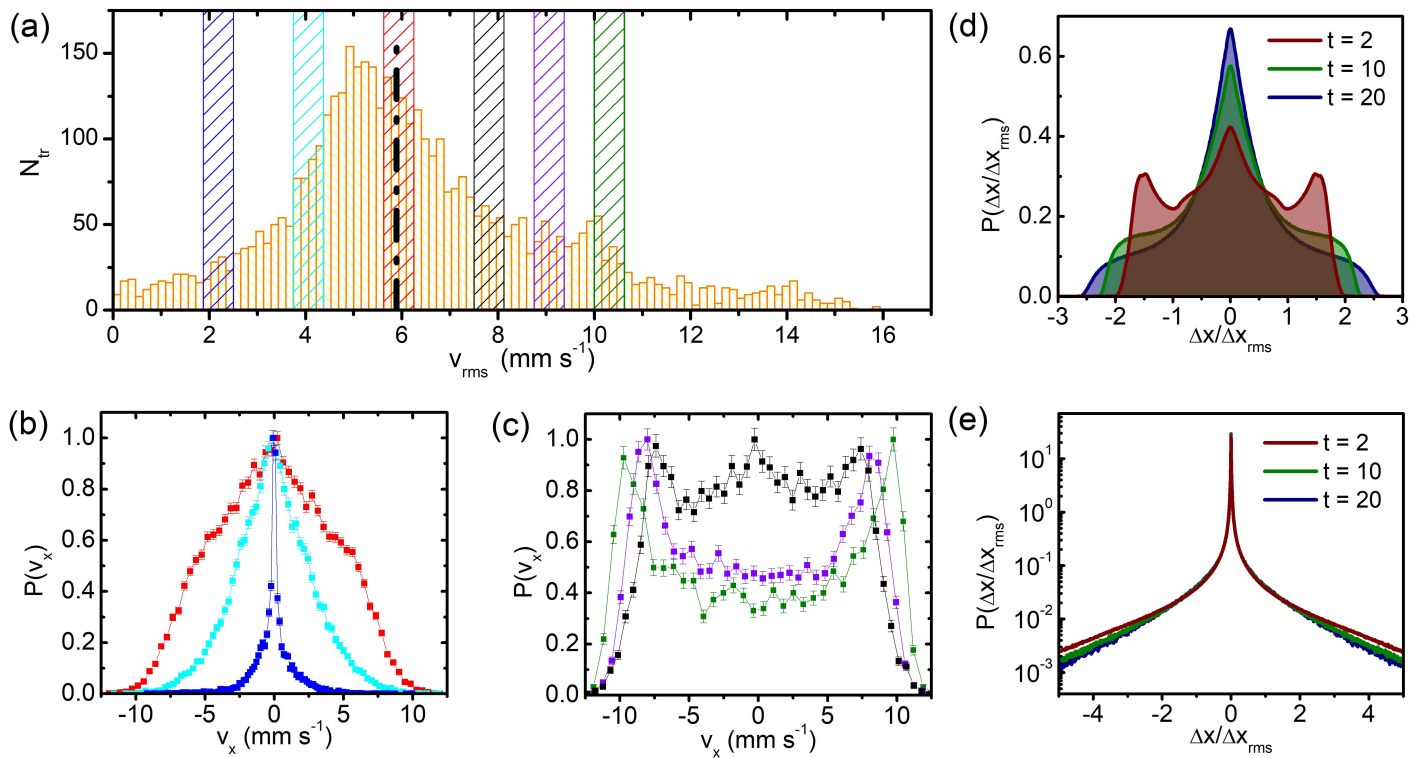 (a)
150
100
50
0
N_tr
0 2 4 6 8 10 12 14 16
v_rms (mm s⁻¹)
(b)
1.0
0.8
0.6
0.4
0.2
0.0
P(v_x)
-10 -5 0 5 10
v_x (mm s⁻¹)
(c)
1.0
0.8
0.6
0.4
0.2
0.0
P(v_x)
-10 -5 0 5 10
v_x (mm s⁻¹)
(d)
t = 2
t = 10
t = 20
0.6
0.4
0.2
0.0
P(Δx/Δx_rms)
-3 -2 -1 0 1 2 3
Δx/Δx_rms
(e)
t = 2
t = 10
t = 20
10¹
10⁰
10⁻¹
10⁻²
10⁻³
P(Δx/Δx_rms)
-4 -2 0 2 4
Δx/Δx_rms